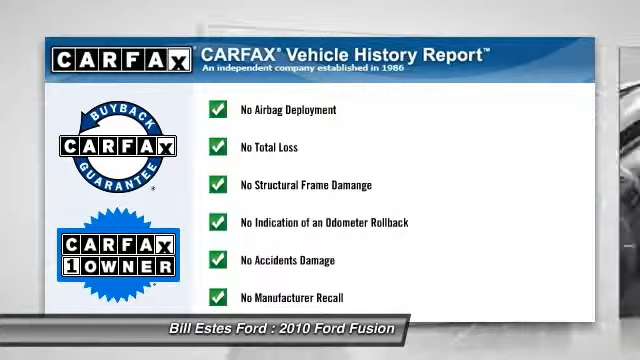 CARFAX CARFAX® Vehicle History Report™
An independent company established in 1986
BUYBACK
CARFAX
GUARANTEE
®
CARFAX
1 OWNER
No Airbag Deployment
No Total Loss
No Structural Frame Damange
No Indication of an Odometer Rollback
No Accidents Damage
No Manufacturer Recall
Bill Estes Ford : 2010 Ford Fusion